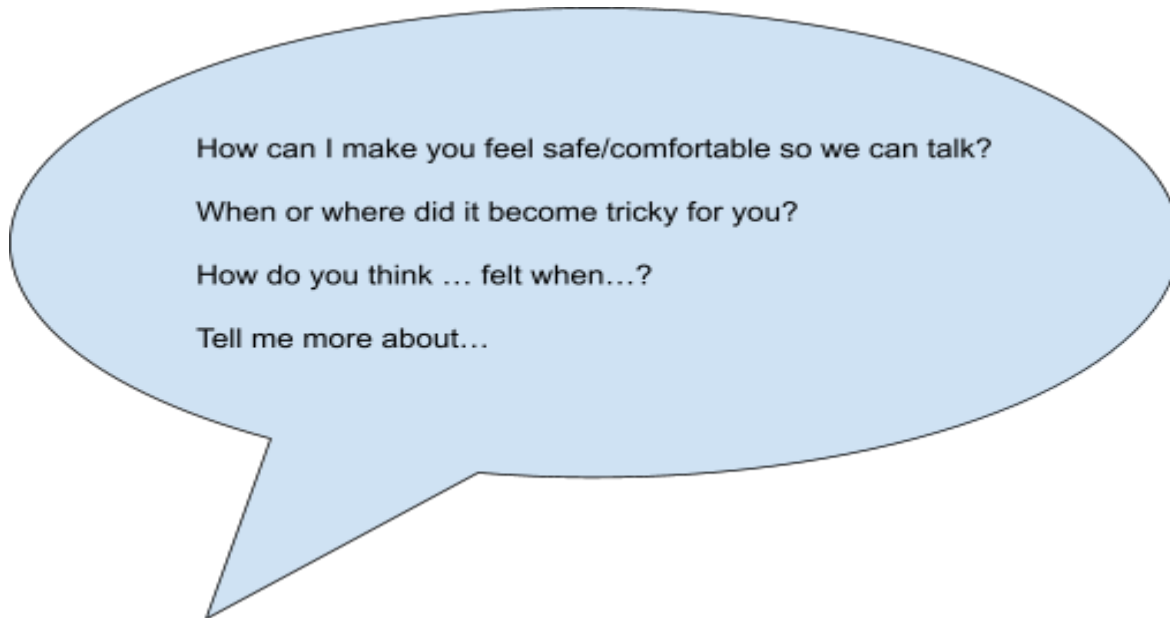 How can I make you feel safe/comfortable so we can talk?
When or where did it become tricky for you?
How do you think … felt when…?
Tell me more about…